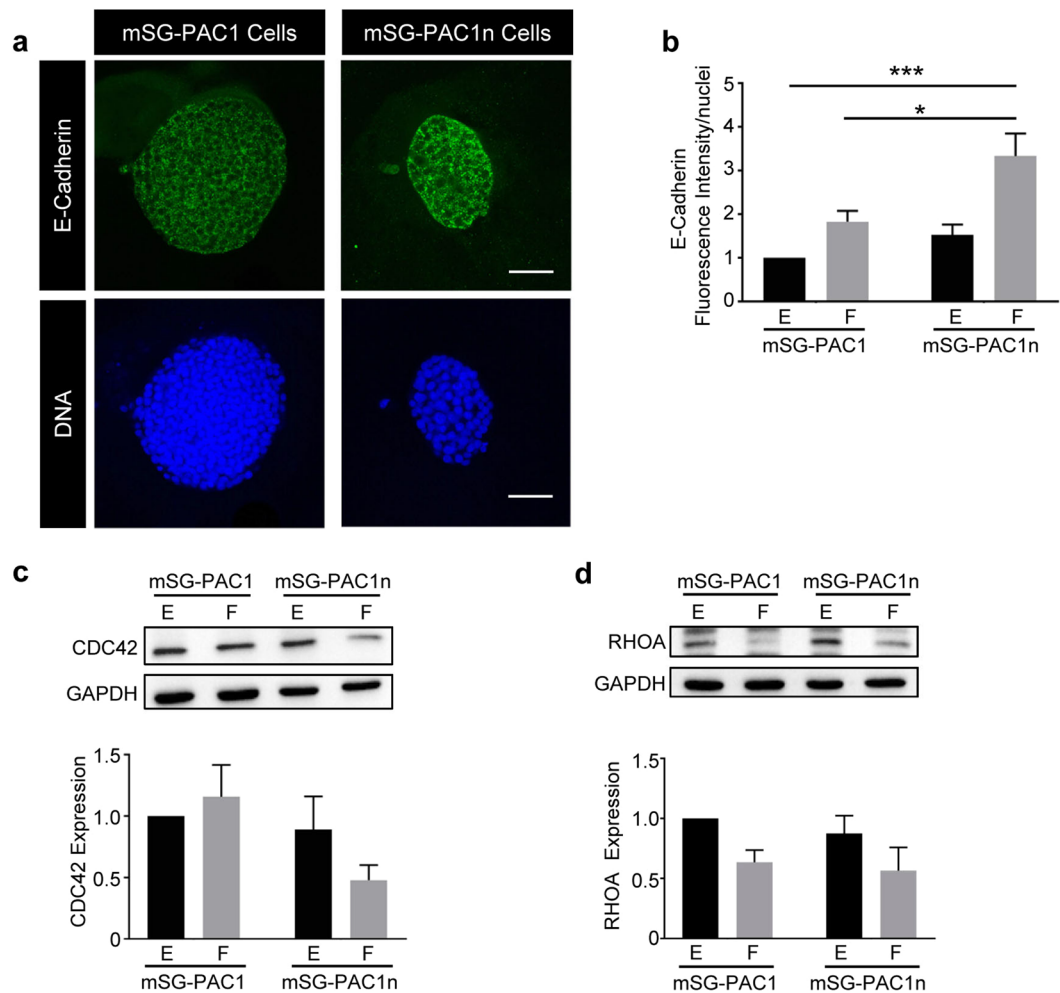 a
mSG-PAC1 Cells
mSG-PAC1n Cells
E-Cadherin
DNA
b
***
*
E-Cadherin
Fluorescence Intensity/nuclei
5
4
3
2
1
0
E F E F
mSG-PAC1 mSG-PAC1n
c
mSG-PAC1 mSG-PAC1n
E F E F
CDC42
GAPDH
CDC42 Expression
1.5
1.0
0.5
0
E F E F
mSG-PAC1 mSG-PAC1n
d
mSG-PAC1 mSG-PAC1n
E F E F
RHOA
GAPDH
RHOA Expression
1.5
1.0
0.5
0
E F E F
mSG-PAC1 mSG-PAC1n